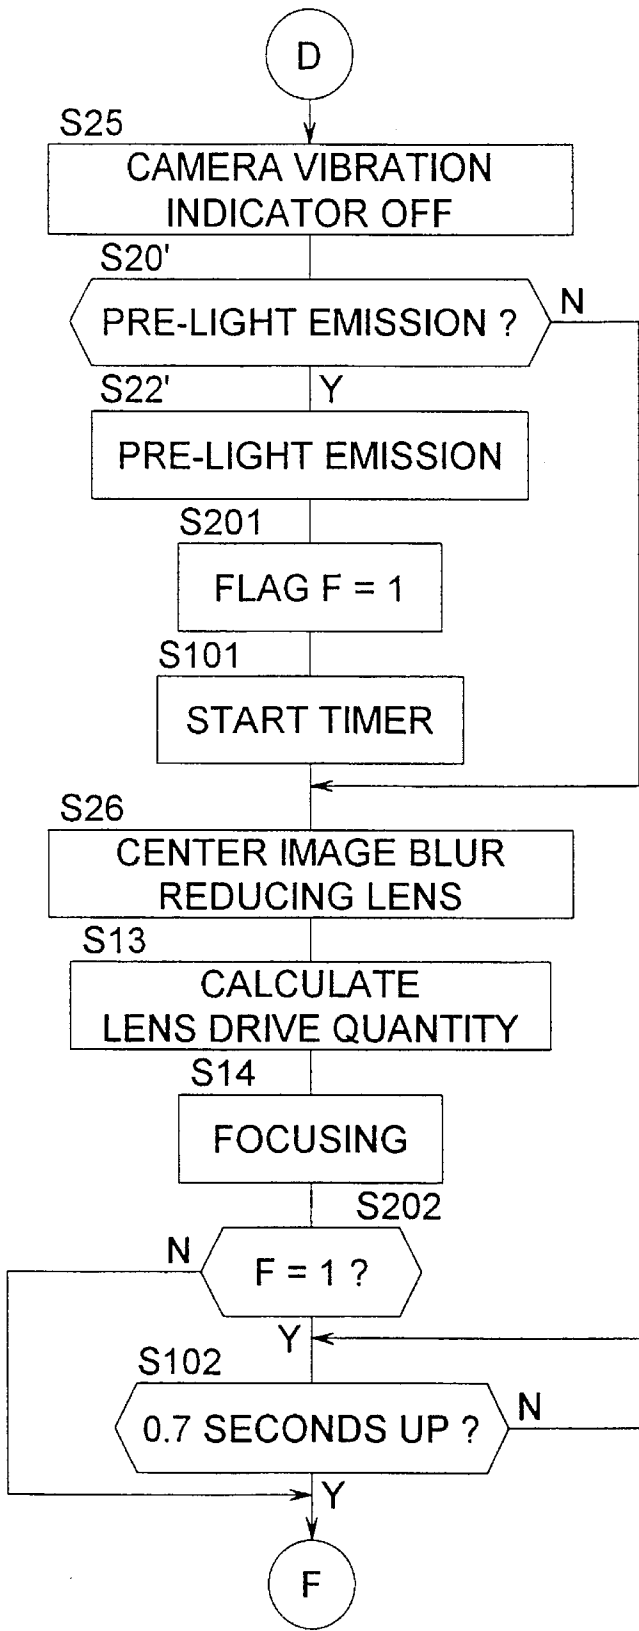 D
S25
CAMERA VIBRATION
INDICATOR OFF
S20'
PRE-LIGHT EMISSION ?
N
S22'
Y
PRE-LIGHT EMISSION
S201
FLAG F = 1
S101
START TIMER
S26
CENTER IMAGE BLUR
REDUCING LENS
S13
CALCULATE
LENS DRIVE QUANTITY
S14
FOCUSING
S202
N
F = 1 ?
Y
S102
0.7 SECONDS UP ?
N
Y
F